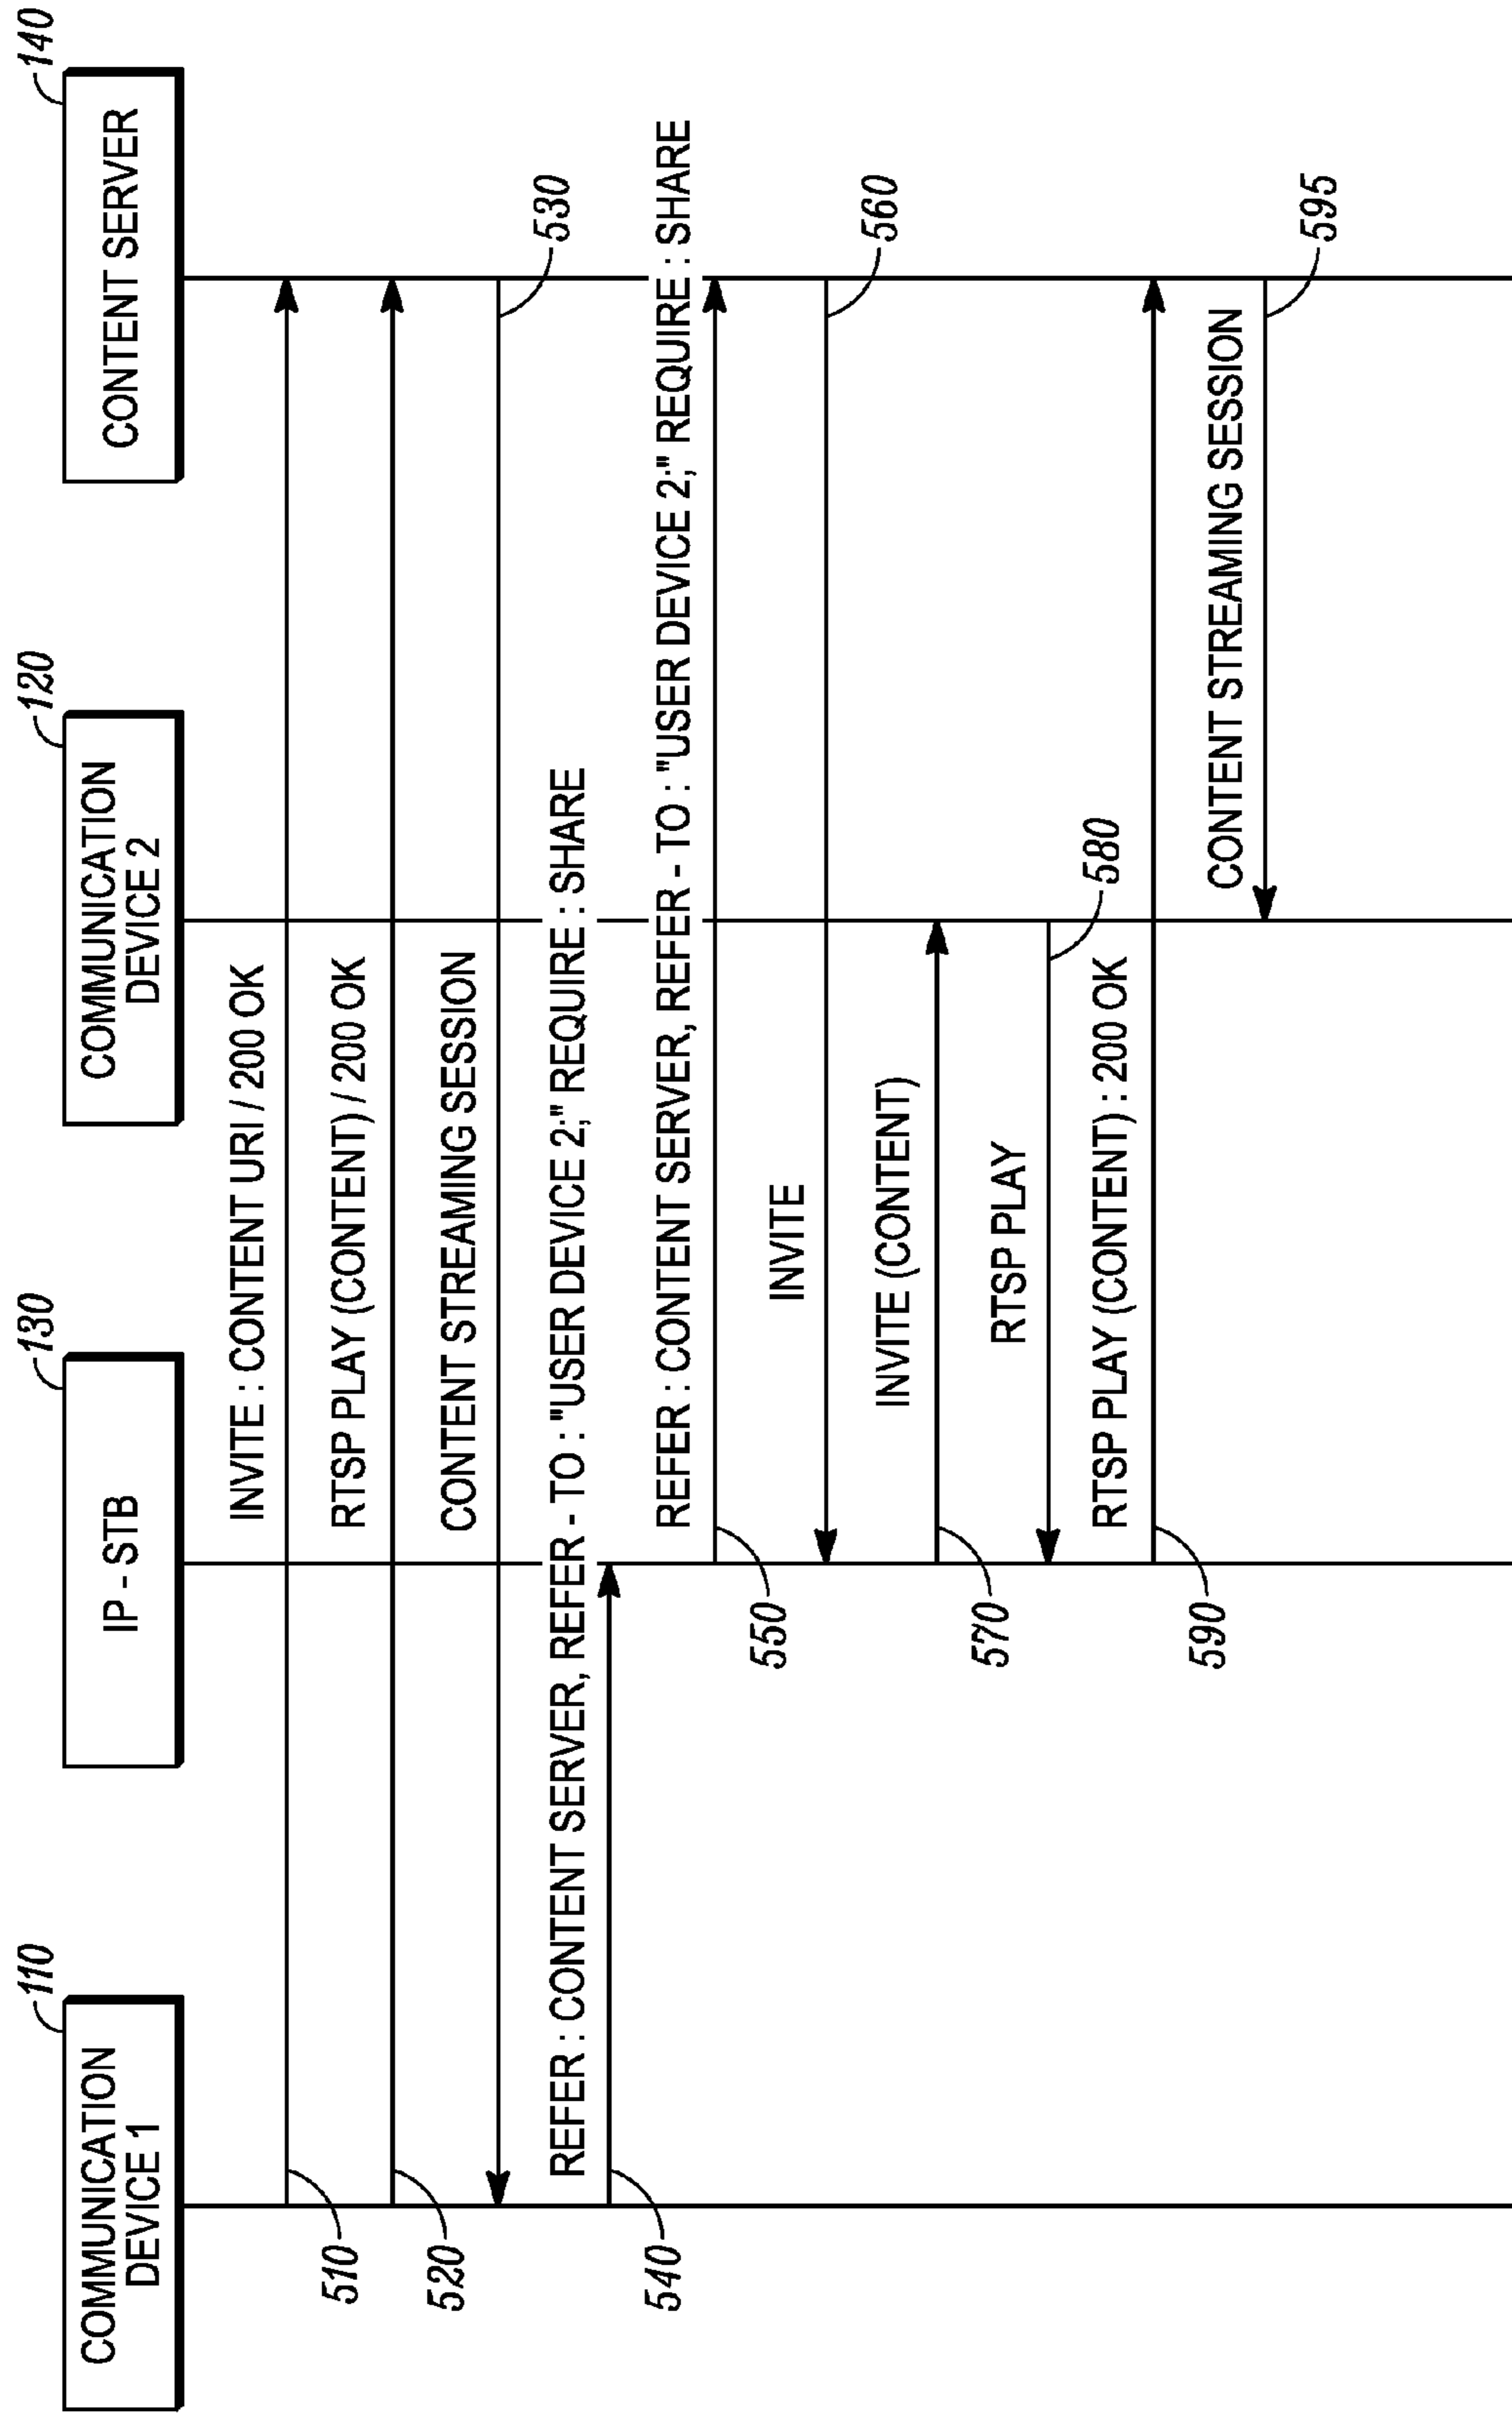 110
COMMUNICATION
DEVICE 1
130
IP - STB
120
COMMUNICATION
DEVICE 2
140
CONTENT SERVER
INVITE : CONTENT URI / 200 OK
510
RTSP PLAY (CONTENT) / 200 OK
520
CONTENT STREAMING SESSION
530
REFER : CONTENT SERVER, REFER - TO : "USER DEVICE 2;" REQUIRE : SHARE
540
REFER : CONTENT SERVER, REFER - TO : "USER DEVICE 2;" REQUIRE : SHARE
550
INVITE
560
INVITE (CONTENT)
570
RTSP PLAY
580
RTSP PLAY (CONTENT) : 200 OK
590
CONTENT STREAMING SESSION
595